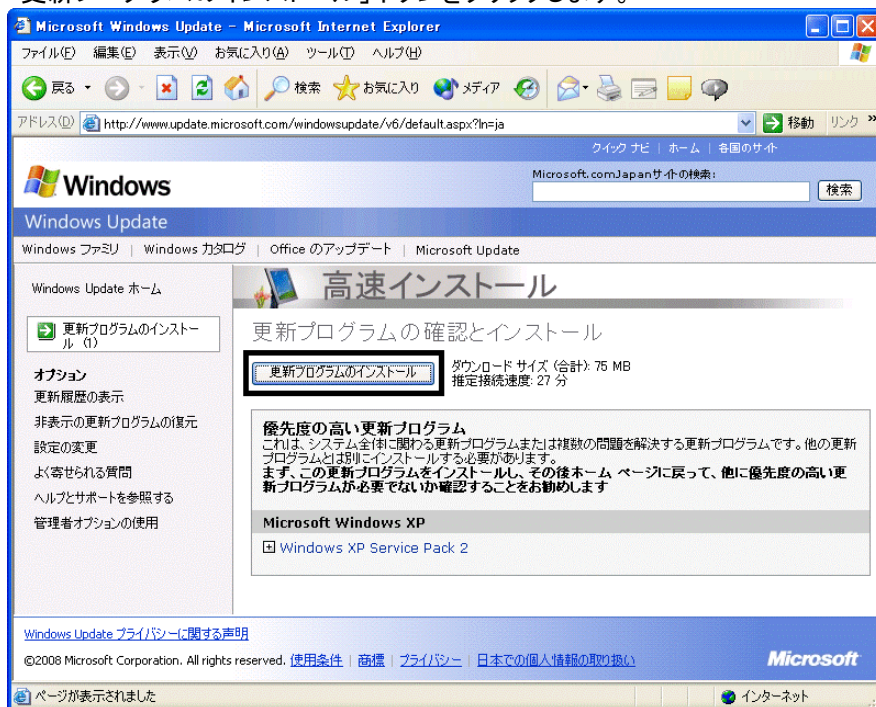 Microsoft Windows Update - Microsoft Internet Explorer
ファイル(F) 編集(E) 表示(V) お気に入り(A) ツール(T) ヘルプ(H)
戻る 検索 お気に入り メディア
アドレス(D) http://www.update.microsoft.com/windowsupdate/v6/default.aspx?ln=ja 移動 リンク »
クイック ナビ | ホーム | 各国のサイト
Windows
Microsoft.comJapanサイトの検索:
検索
Windows Update
Windows ファミリ | Windows カタログ | Office のアップデート | Microsoft Update
Windows Update ホーム
更新プログラムのインストー
ル (1)
オプション
更新履歴の表示
非表示の更新プログラムの復元
設定の変更
よく寄せられる質問
ヘルプとサポートを参照する
管理者オプションの使用
高速インストール
更新プログラムの確認とインストール
更新プログラムのインストール
ダウンロード サイズ (合計): 75 MB
推定接続速度: 27 分
優先度の高い更新プログラム
これは、システム全体に関わる更新プログラムまたは複数の問題を解決する更新プログラムです。他の更新
プログラムとは別にインストールする必要があります。
まず、この更新プログラムをインストールし、その後ホーム ページに戻って、他に優先度の高い更
新プログラムが必要でないか確認することをお勧めします
Microsoft Windows XP
Windows XP Service Pack 2
Windows Update プライバシーに関する声明
©2008 Microsoft Corporation. All rights reserved. 使用条件 | 商標 | プライバシー | 日本での個人情報の取り扱い
Microsoft
ページが表示されました インターネット